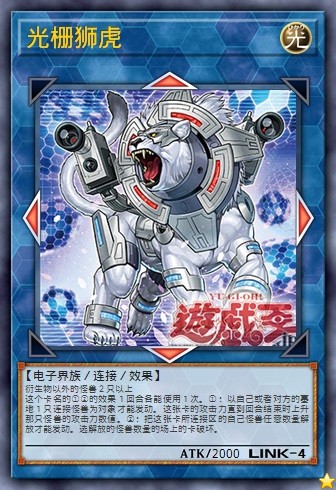 光栅狮虎
光
YU-GI-OH!
遊戯王
【电子界族/连接/效果】
衍生物以外的怪兽2只以上
这个卡名的①②的效果1回合各能使用1次。①:以自己或者对方的墓
地1只连接怪兽为对象才能发动。这张卡的攻击力直到回合结束时上升
那只怪兽的攻击力数值。②:把这张卡所连接区的自己怪兽任意数量解
放才能发动。选解放的怪兽数量的场上的卡破坏。
ATK/2000 LINK-4